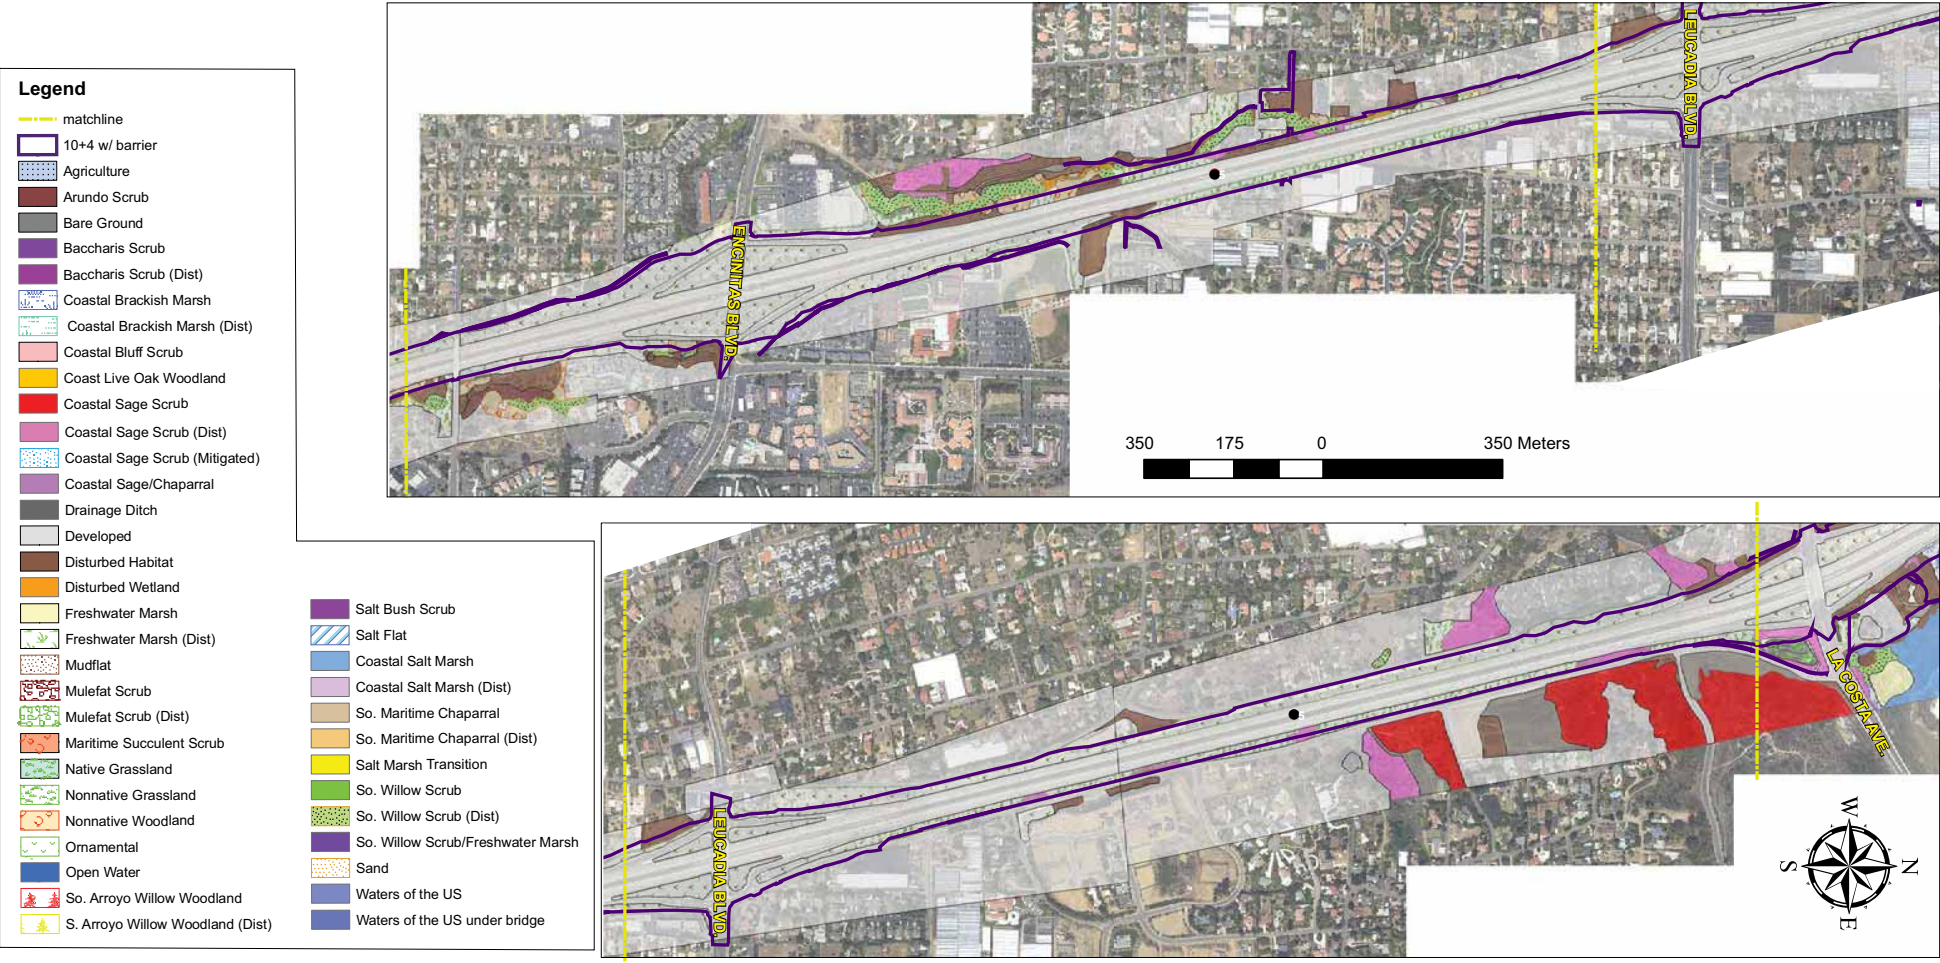 Legend
matchline
10+4 w/ barrier
Agriculture
Arundo Scrub
Bare Ground
Baccharis Scrub
Baccharis Scrub (Dist)
Coastal Brackish Marsh
Coastal Brackish Marsh (Dist)
Coastal Bluff Scrub
Coast Live Oak Woodland
Coastal Sage Scrub
Coastal Sage Scrub (Dist)
Coastal Sage Scrub (Mitigated)
Coastal Sage/Chaparral
Drainage Ditch
Developed
Disturbed Habitat
Disturbed Wetland
Freshwater Marsh
Freshwater Marsh (Dist)
Mudflat
Mulefat Scrub
Mulefat Scrub (Dist)
Maritime Succulent Scrub
Native Grassland
Nonnative Grassland
Nonnative Woodland
Ornamental
Open Water
So. Arroyo Willow Woodland
S. Arroyo Willow Woodland (Dist)
Salt Bush Scrub
Salt Flat
Coastal Salt Marsh
Coastal Salt Marsh (Dist)
So. Maritime Chaparral
So. Maritime Chaparral (Dist)
Salt Marsh Transition
So. Willow Scrub
So. Willow Scrub (Dist)
So. Willow Scrub/Freshwater Marsh
Sand
Waters of the US
Waters of the US under bridge
ENCINITAS BLVD.
LEUCADIA BLVD.
350 175 0 350 Meters
LEUCADIA BLVD.
LA COSTA AVE.
W
S
N
E